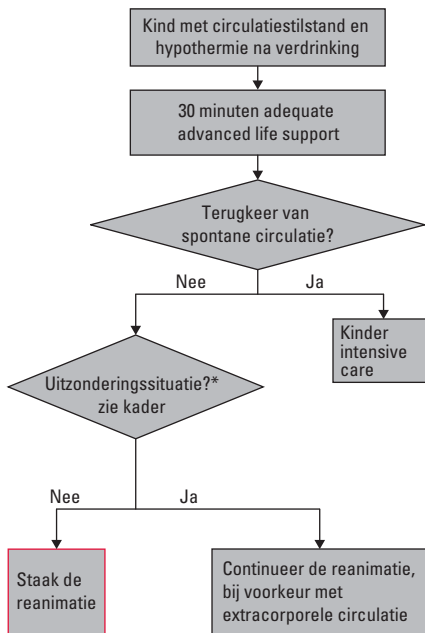 Kind met circulatiestilstand en
hypothermie na verdrinking
30 minuten adequate
advanced life support
Terugkeer van
spontane circulatie?
Nee
Ja
Kinder
intensive
care
Uitzonderingssituatie?*
zie kader
Nee
Ja
Staak de
reanimatie
Continueer de reanimatie,
bij voorkeur met
extracorporele circulatie